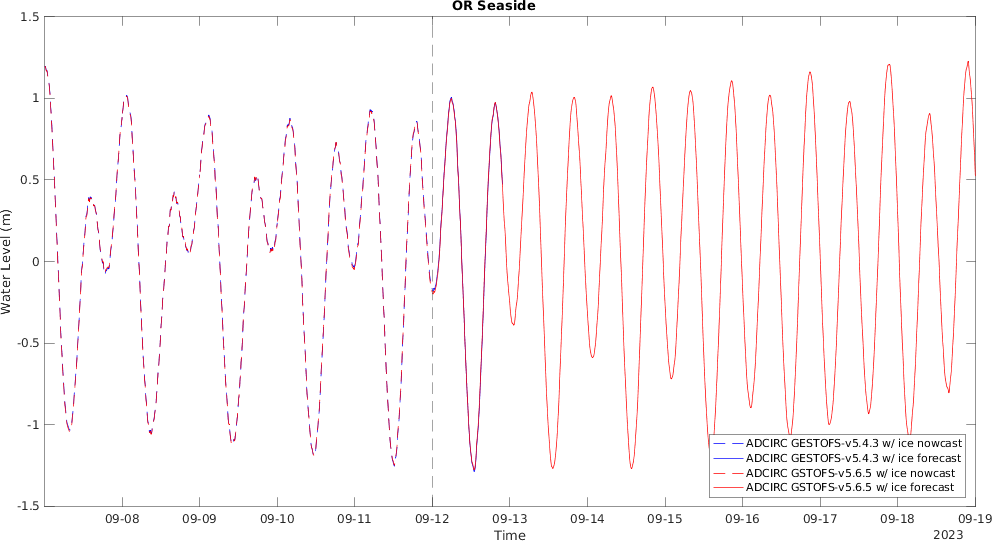 OR Seaside
1.5
1
0.5
0
-0.5
-1
-1.5
Water Level (m)
ADCIRC GESTOFS-v5.4.3 w/ ice nowcast
ADCIRC GESTOFS-v5.4.3 w/ ice forecast
ADCIRC GSTOFS-v5.6.5 w/ ice nowcast
ADCIRC GSTOFS-v5.6.5 w/ ice forecast
09-08 09-09 09-10 09-11 09-12 09-13 09-14 09-15 09-16 09-17 09-18 09-19
Time
2023